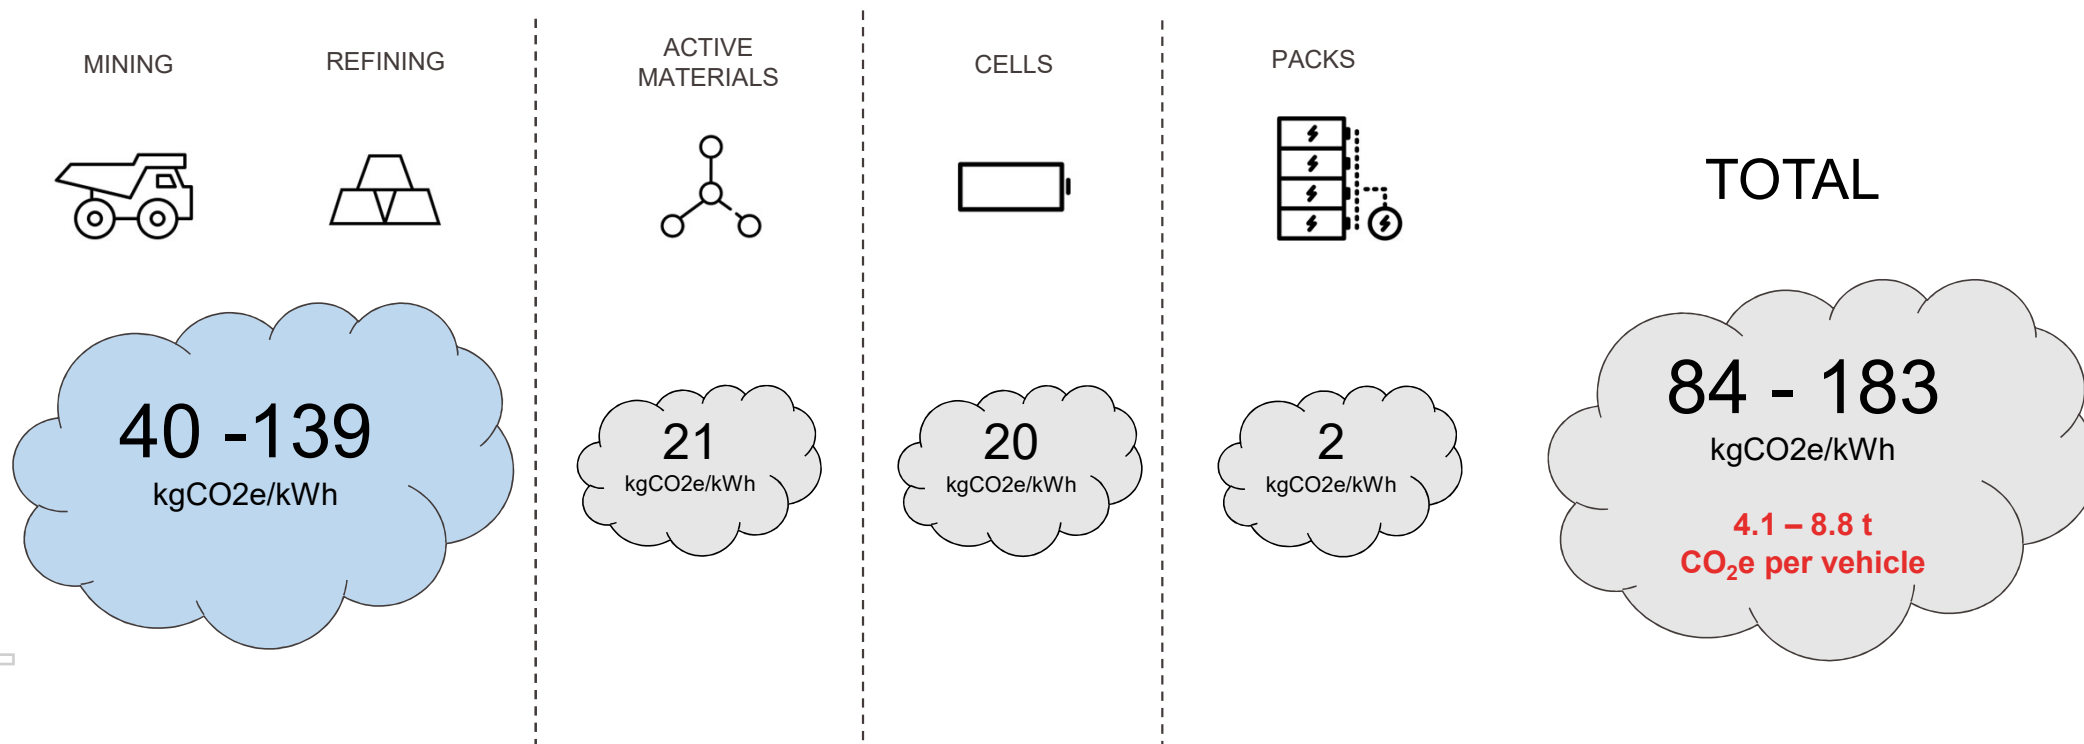 MINING
REFINING
ACTIVE
MATERIALS
CELLS
PACKS
TOTAL
40 -139
kgCO2e/kWh
21
kgCO2e/kWh
20
kgCO2e/kWh
2
kgCO2e/kWh
84 - 183
kgCO2e/kWh
4.1 – 8.8 t
CO₂e per vehicle